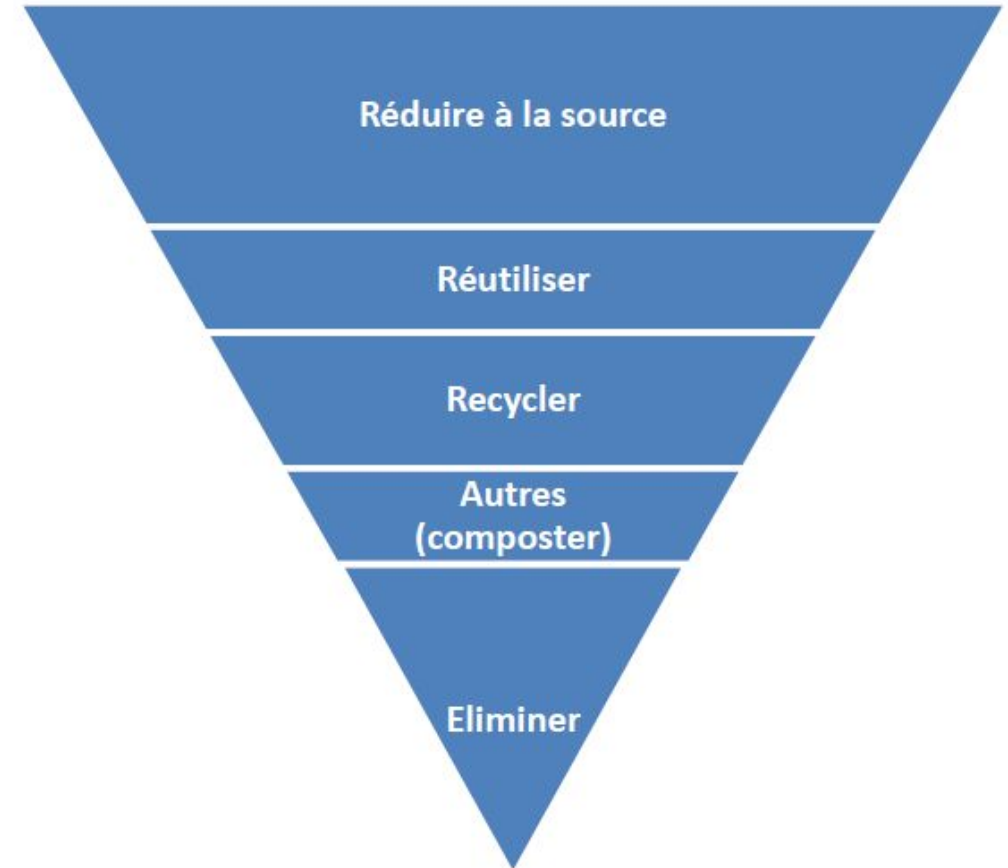 Réduire à la source
Réutiliser
Recycler
Autres
(composter)
Eliminer